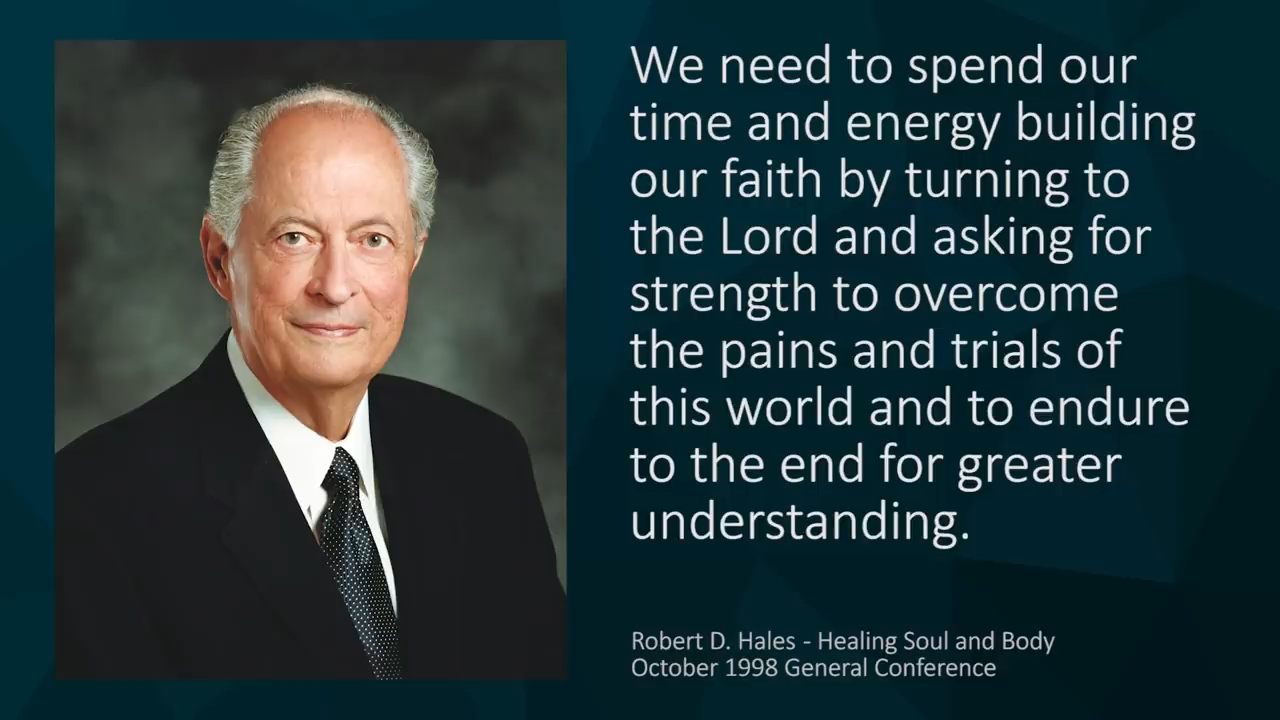 We need to spend our
time and energy building
our faith by turning to
the Lord and asking for
strength to overcome
the pains and trials of
this world and to endure
to the end for greater
understanding.
Robert D. Hales - Healing Soul and Body
October 1998 General Conference